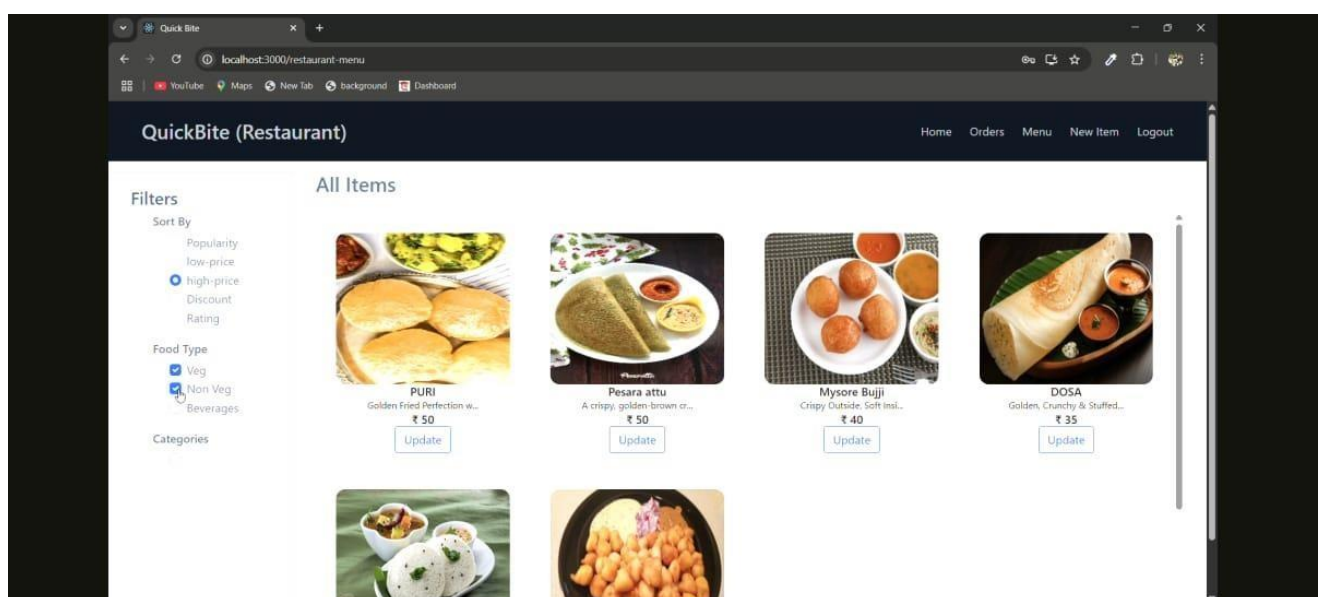 Quick Bite
localhost:3000/restaurant-menu
YouTube Maps New Tab background Dashboard
QuickBite (Restaurant)
Home Orders Menu New Item Logout
Filters
Sort By
Popularity
low-price
high-price
Discount
Rating
Food Type
Veg
Non Veg
Beverages
Categories
All Items
PURI
Golden Fried Perfection w...
₹ 50
Update
Pesara attu
A crispy, golden-brown cr...
₹ 50
Update
Mysore Bujji
Crispy Outside, Soft Insi...
₹ 40
Update
DOSA
Golden, Crunchy & Stuffed...
₹ 35
Update